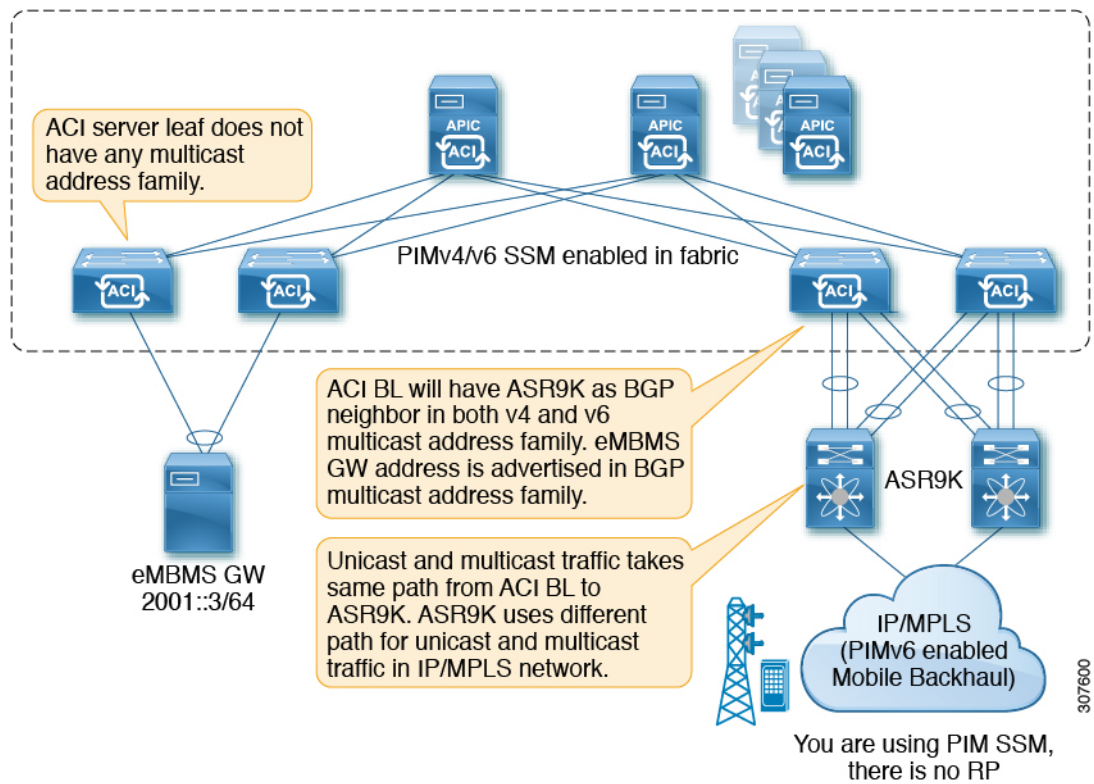 APIC
ACI
APIC
ACI
APIC
ACI
ACI server leaf does not
have any multicast
address family.
PIMv4/v6 SSM enabled in fabric
ACI
ACI
ACI
ACI
ACI BL will have ASR9K as BGP
neighbor in both v4 and v6
multicast address family. eMBMS
GW address is advertised in BGP
multicast address family.
ASR9K
eMBMS GW
2001::3/64
Unicast and multicast traffic takes
same path from ACI BL to
ASR9K. ASR9K uses different
path for unicast and multicast
traffic in IP/MPLS network.
IP/MPLS
(PIMv6 enabled
Mobile Backhaul)
307600
You are using PIM SSM,
there is no RP